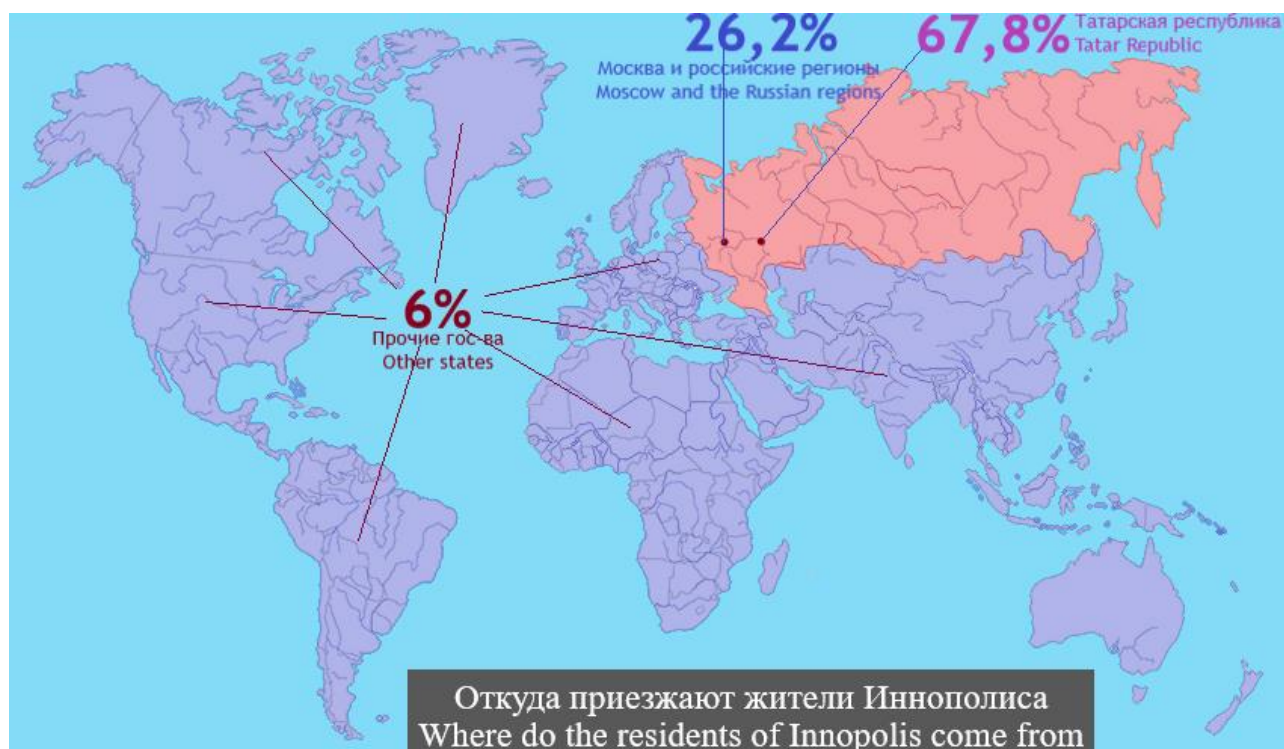 26,2%
Москва и российские регионы
Moscow and the Russian regions
67,8%
Татарская республика
Tatar Republic
6%
Прочие гос-ва
Other states
Откуда приезжают жители Иннополиса
Where do the residents of Innopolis come from